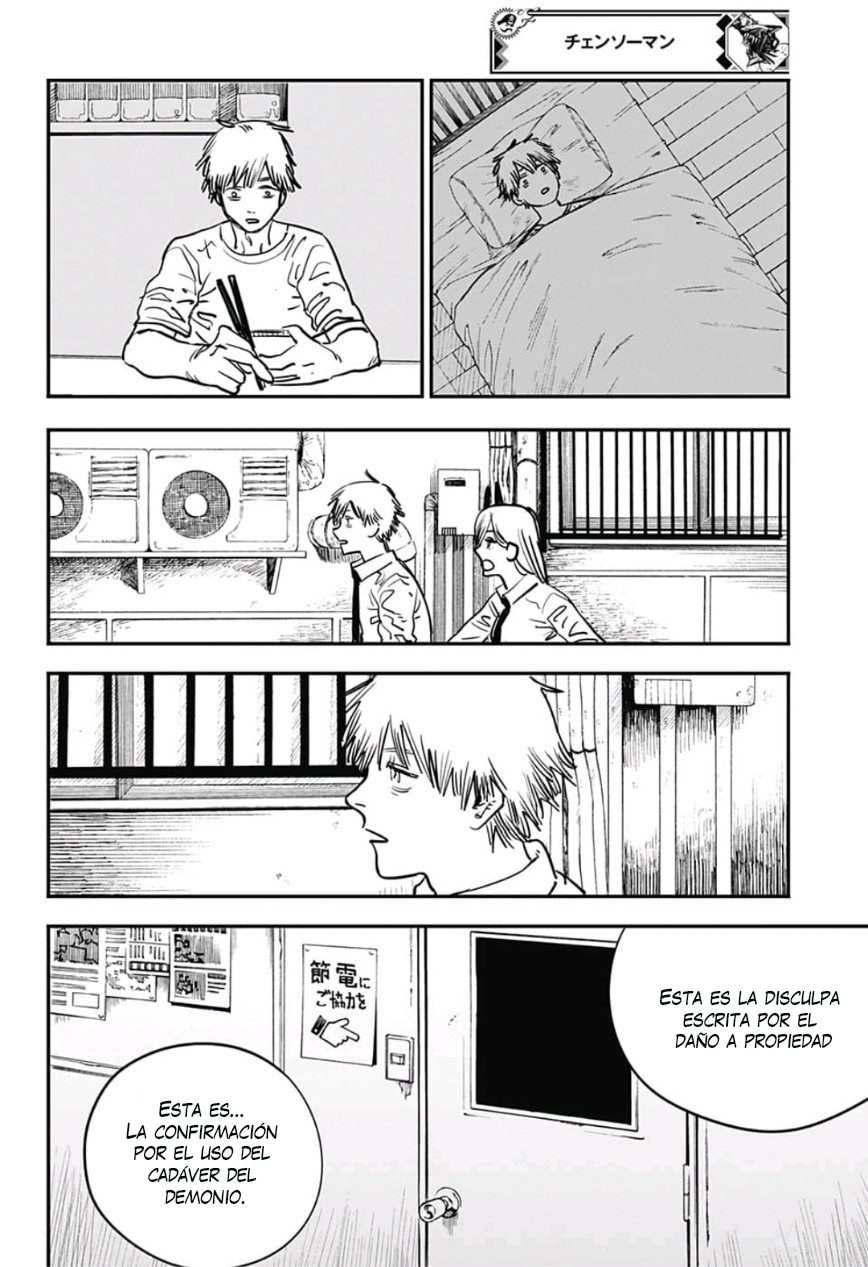 チェンソーマン
節電に
ご協力を
ESTA ES LA DISCULPA
ESCRITA POR EL
DAÑO A PROPIEDAD
ESTA ES...
LA CONFIRMACIÓN
POR EL USO DEL
CADÁVER DEL
DEMONIO.